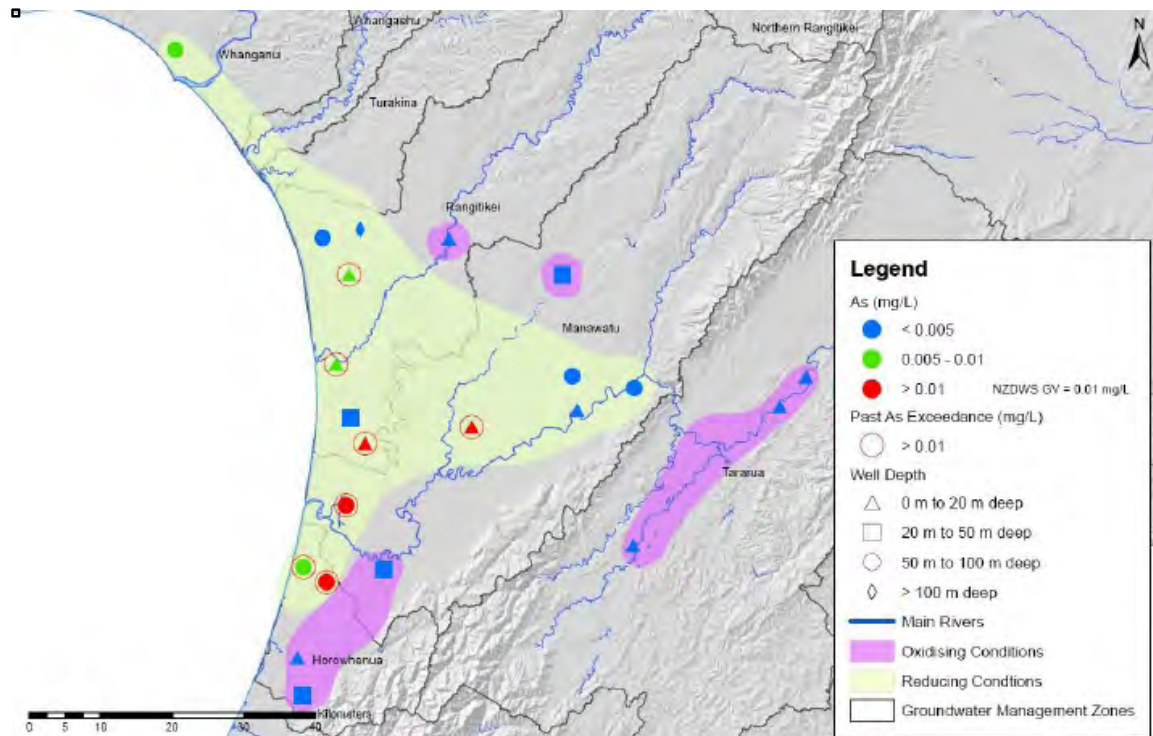 Whangaehu
Northern Rangitikei
N
Whanganui
Turakina
Rangitikei
Manawatu
Tararua
Horowhenua
Kilometers
0 5 10 20 30 40
Legend
As (mg/L)
< 0.005
0.005 - 0.01
> 0.01 NZDWS GV = 0.01 mg/L
Past As Exceedance (mg/L)
> 0.01
Well Depth
0 m to 20 m deep
20 m to 50 m deep
50 m to 100 m deep
> 100 m deep
Main Rivers
Oxidising Conditions
Reducing Condtions
Groundwater Management Zones